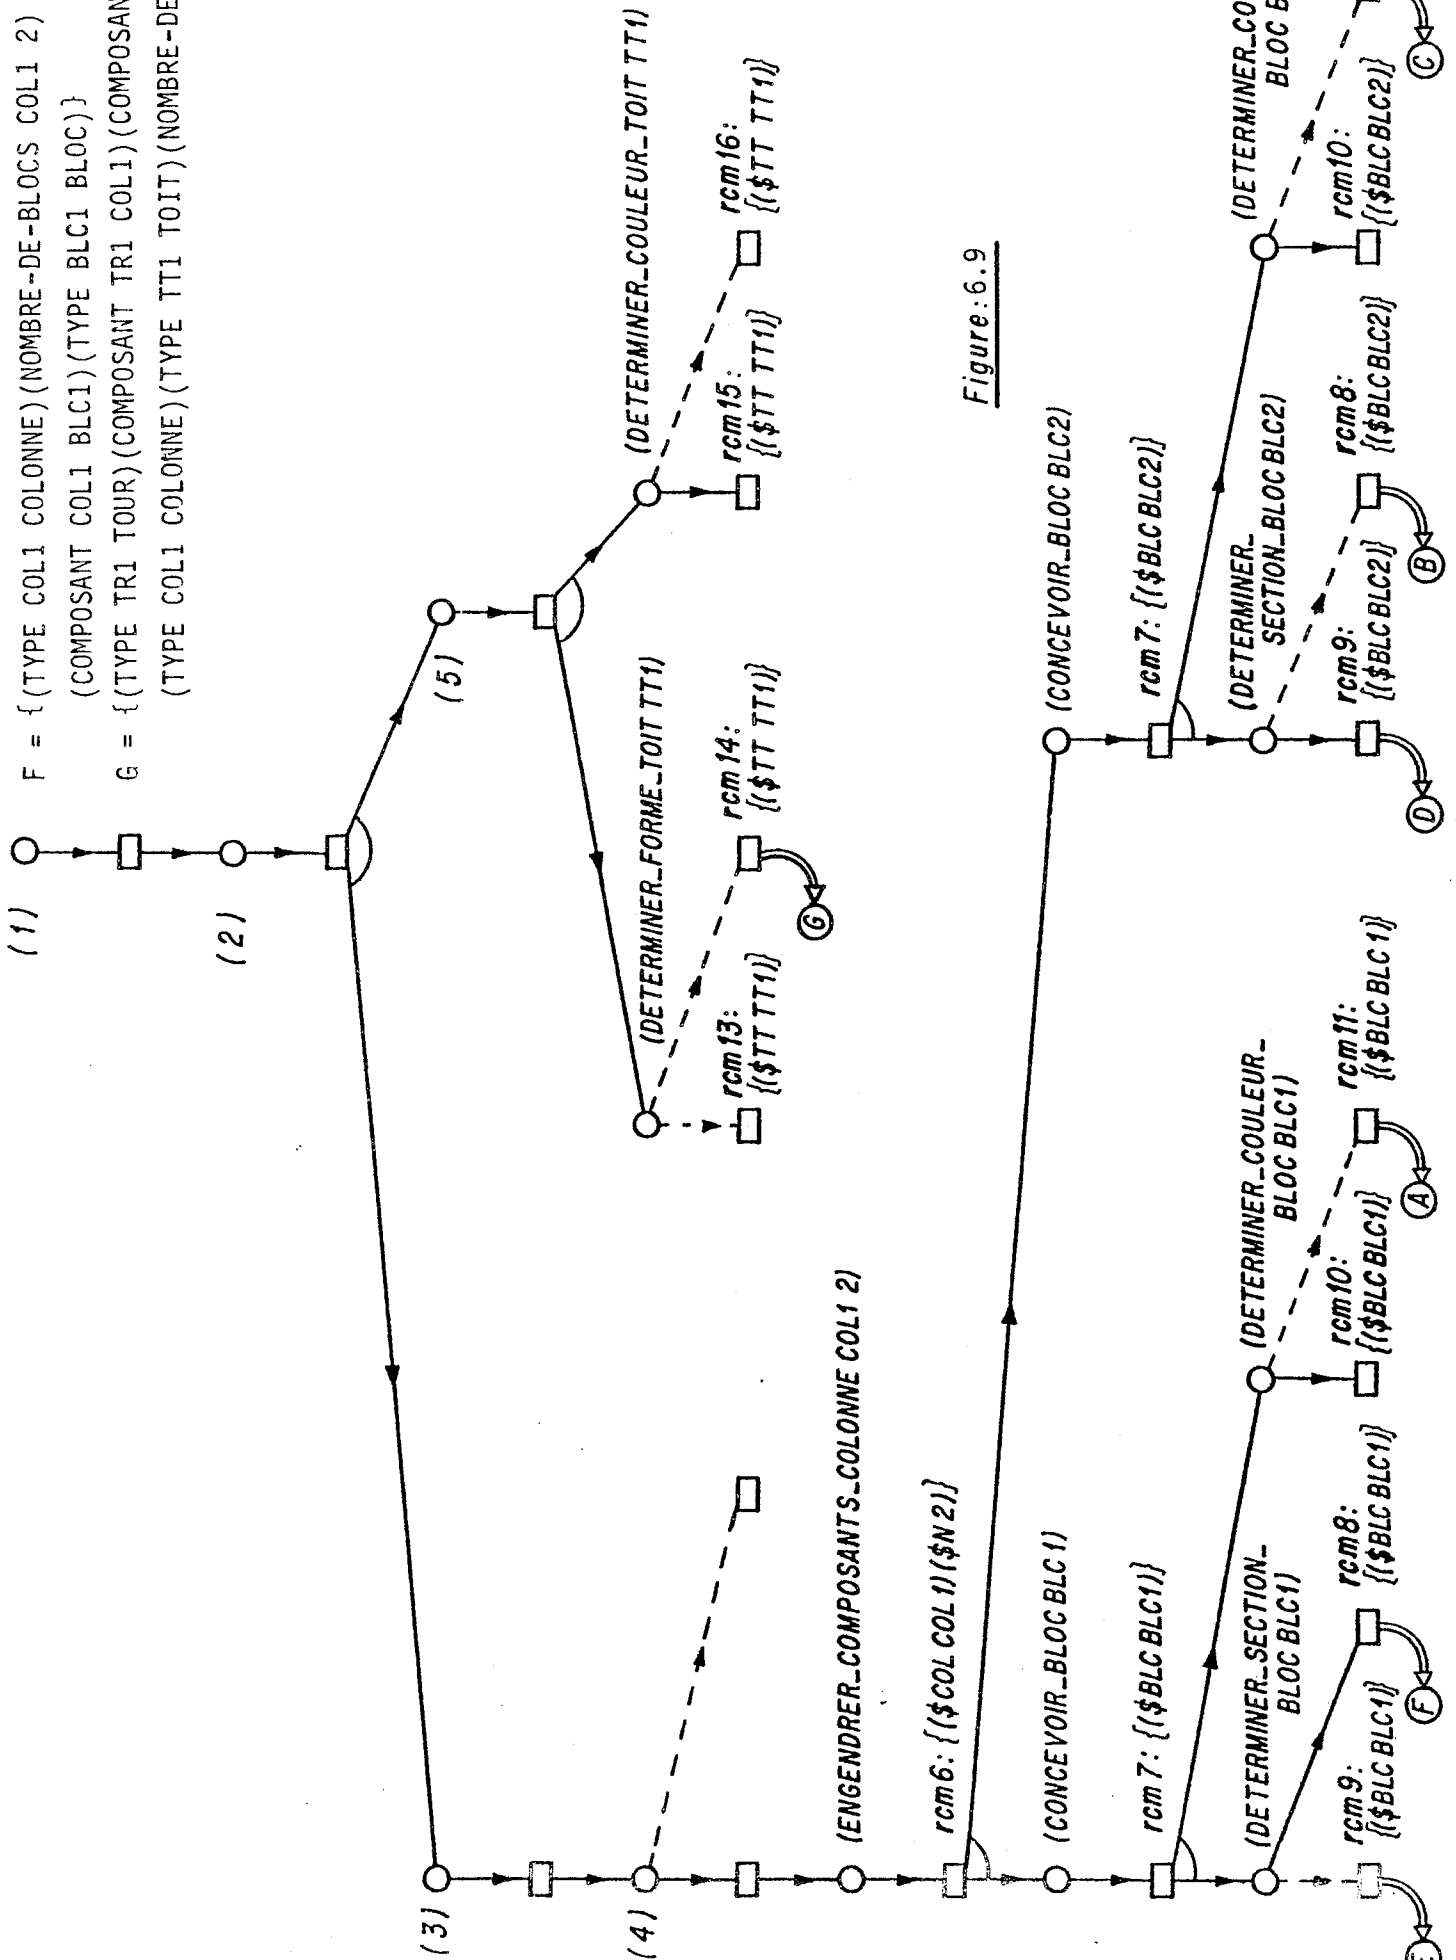 F = {(TYPE COL1 COLONNE)(NOMBRE-DE-BLOCS COL1 2)
(COMPOSANT COL1 BLC1)(TYPE BLC1 BLOC)}
G = {(TYPE TR1 TOUR)(COMPOSANT TR1 COL1)(COMPOSAN
(TYPE COL1 COLONNE)(TYPE TT1 TOIT)(NOMBRE-DE
(1)
(2)
(3)
(5)
(4)
(DETERMINER_FORME_TOIT TT1)
(DETERMINER_COULEUR_TOIT TT1)
rcm13:
{($TT TT1)}
rcm14:
{($TT TT1)}
rcm15:
{($TT TT1)}
rcm16:
{($TT TT1)}
G
(ENGENDRER_COMPOSANTS_COLONNE COL1 2)
rcm6: {($COL COL1)($N 2)}
Figure:6.9
(CONCEVOIR_BLOC BLC1)
(CONCEVOIR_BLOC BLC2)
rcm7: {($BLC BLC1)}
rcm7: {($BLC BLC2)}
(DETERMINER_SECTION_
BLOC BLC1)
(DETERMINER_COULEUR_
BLOC BLC1)
(DETERMINER_
SECTION_BLOC BLC2)
(DETERMINER_CO
BLOC B
rcm9:
{($BLC BLC1)}
rcm8:
{($BLC BLC1)}
rcm10:
{($BLC BLC1)}
rcm11:
{($BLC BLC1)}
rcm9:
{($BLC BLC2)}
rcm8:
{($BLC BLC2)}
rcm10:
{($BLC BLC2)}
E
F
A
D
B
C